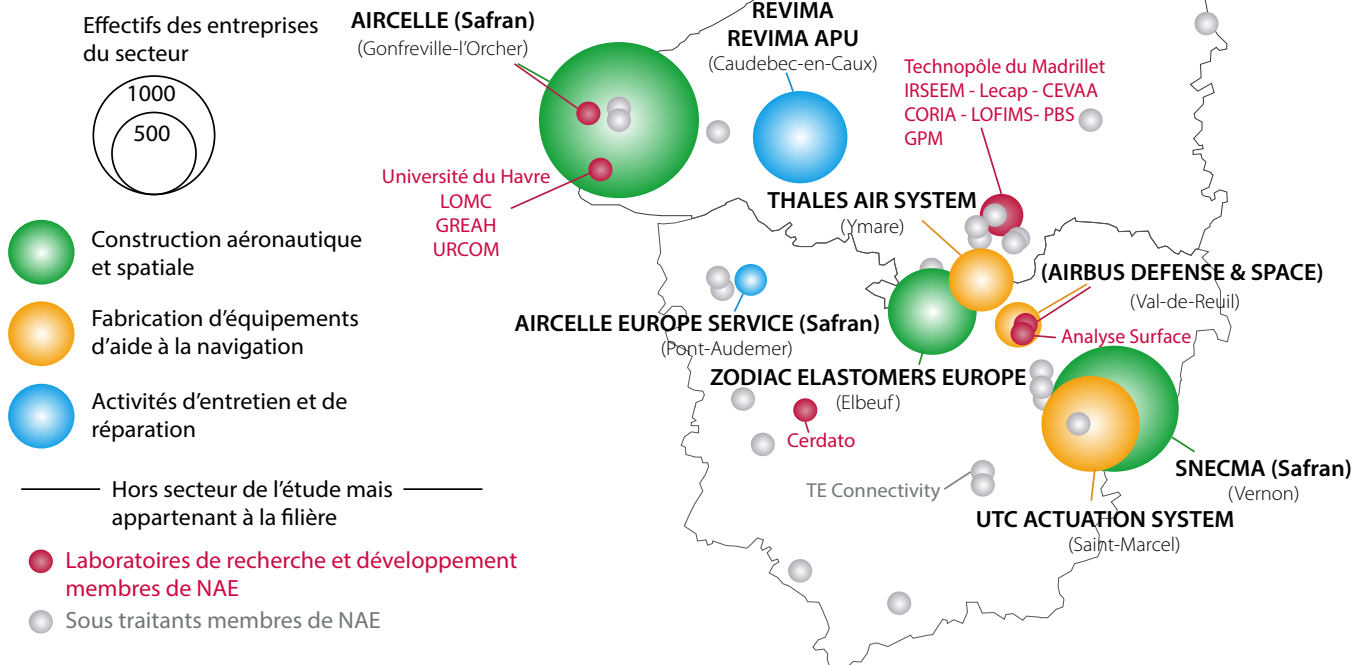 Effectifs des entreprises
du secteur
1000
500
Construction aéronautique
et spatiale
Fabrication d'équipements
d'aide à la navigation
Activités d'entretien et de
réparation
Hors secteur de l'étude mais
appartenant à la filière
Laboratoires de recherche et développement
membres de NAE
Sous traitants membres de NAE
AIRCELLE (Safran)
(Gonfreville-l'Orcher)
REVIMA
REVIMA APU
(Caudebec-en-Caux)
Technopôle du Madrillet
IRSEEM - Lecap - CEVAA
CORIA - LOFIMS- PBS
GPM
Université du Havre
LOMC
GREAH
URCOM
THALES AIR SYSTEM
(Ymare)
(AIRBUS DEFENSE & SPACE)
(Val-de-Reuil)
Analyse Surface
AIRCELLE EUROPE SERVICE (Safran)
(Pont-Audemer)
ZODIAC ELASTOMERS EUROPE
(Elbeuf)
Cerdato
SNECMA (Safran)
(Vernon)
TE Connectivity
UTC ACTUATION SYSTEM
(Saint-Marcel)